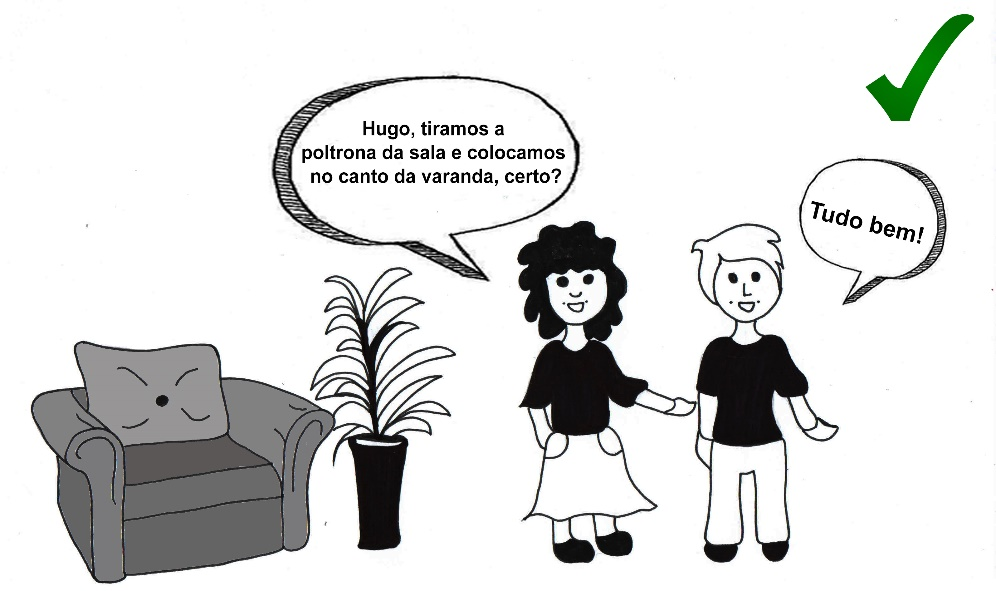 Hugo, tiramos a
poltrona da sala e colocamos
no canto da varanda, certo?
Tudo bem!